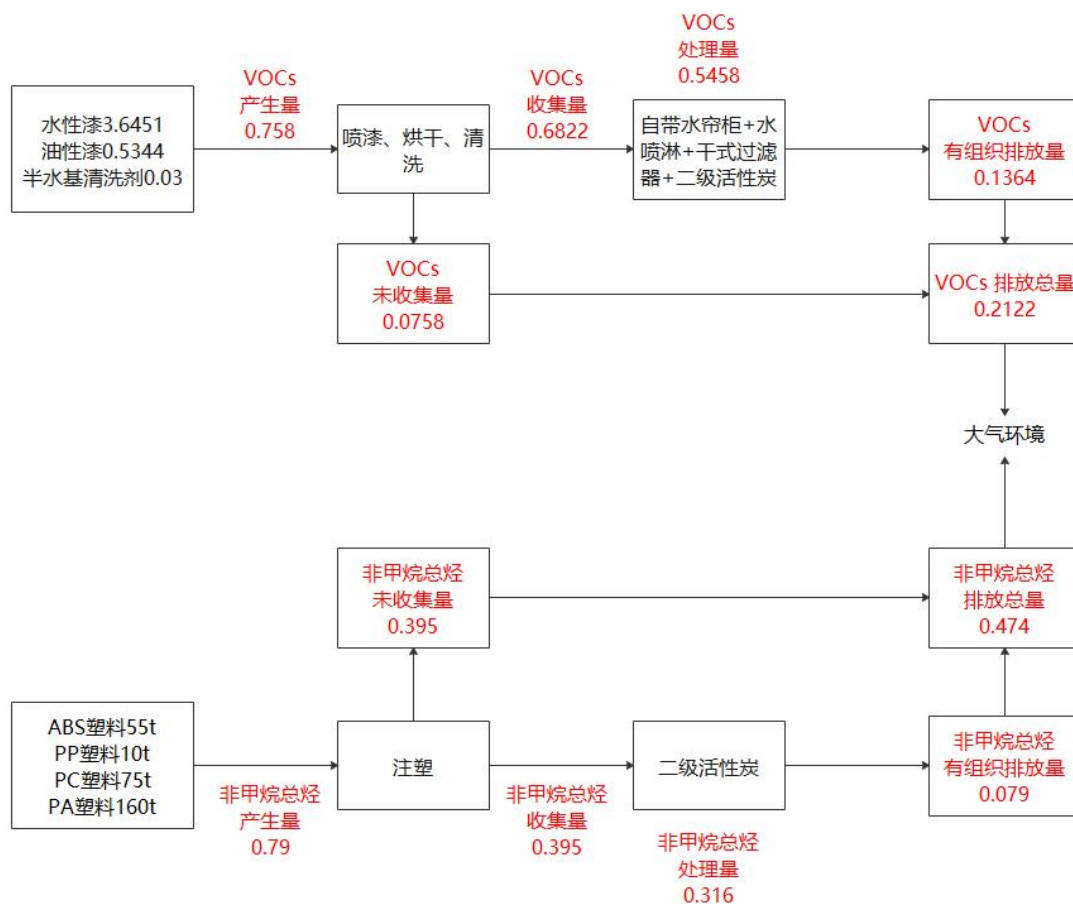 VOCs
处理量
0.5458
VOCs
产生量
0.758
VOCs
收集量
0.6822
水性漆3.6451
油性漆0.5344
半水基清洗剂0.03
喷漆、烘干、清
洗
自带水帘柜+水
喷淋+干式过滤
器+二级活性炭
VOCs
有组织排放量
0.1364
VOCs
未收集量
0.0758
VOCs 排放总量
0.2122
大气环境
非甲烷总烃
未收集量
0.395
非甲烷总烃
排放总量
0.474
ABS塑料55t
PP塑料10t
PC塑料75t
PA塑料160t
非甲烷总烃
产生量
0.79
注塑
非甲烷总烃
收集量
0.395
二级活性炭
非甲烷总烃
处理量
0.316
非甲烷总烃
有组织排放量
0.079